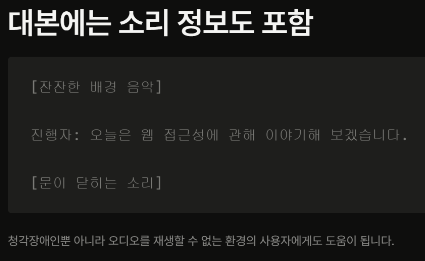 대본에는 소리 정보도 포함
[잔잔한 배경 음악]
진행자: 오늘은 웹 접근성에 관해 이야기해 보겠습니다.
[문이 닫히는 소리]
청각장애인뿐 아니라 오디오를 재생할 수 없는 환경의 사용자에게도 도움이 됩니다.